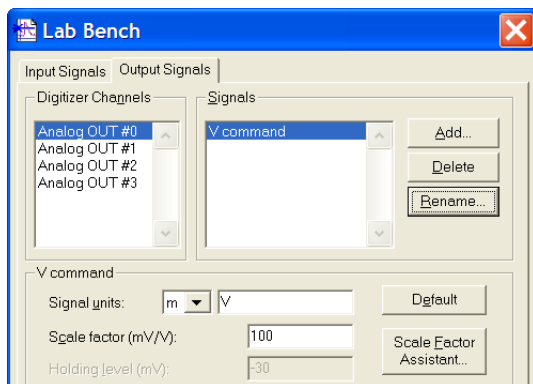 Lab Bench
Input Signals Output Signals
Digitizer Channels
Analog OUT #0
Analog OUT #1
Analog OUT #2
Analog OUT #3
Signals
V command
Add...
Delete
Rename...
V command
Signal units: m V
Default
Scale factor (mV/V): 100
Scale Factor
Assistant...
Holding level (mV): -30